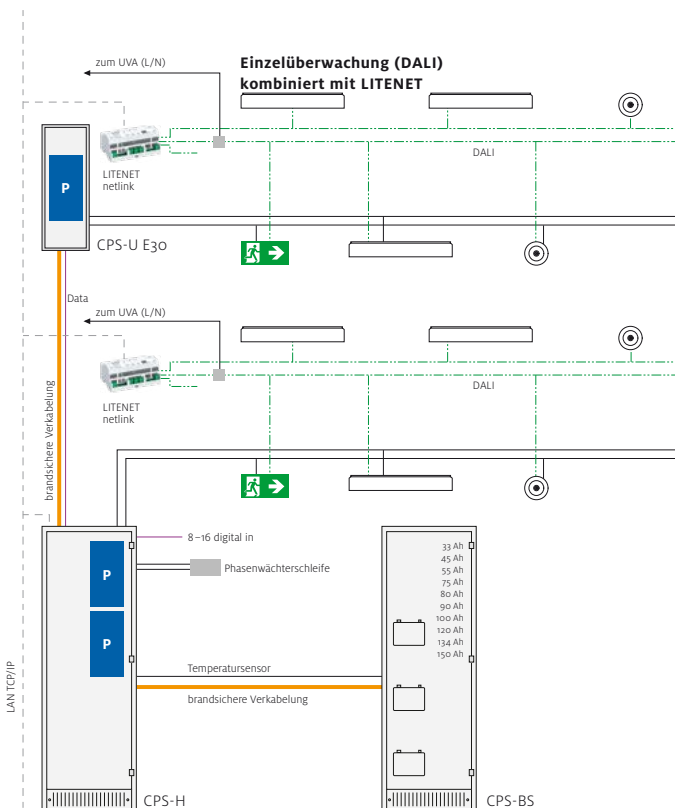 Einzelüberwachung (DALI)
kombiniert mit LITENET
zum UVA (L/N)
DALI
LITENET
netlink
P
CPS-U E30
Data
zum UVA (L/N)
DALI
LITENET
netlink
brandsichere Verkabelung
8–16 digital in
Phasenwächterschleife
P
P
33 Ah
45 Ah
55 Ah
75 Ah
80 Ah
90 Ah
100 Ah
120 Ah
134 Ah
150 Ah
Temperatursensor
brandsichere Verkabelung
LAN TCP/IP
CPS-H
CPS-BS